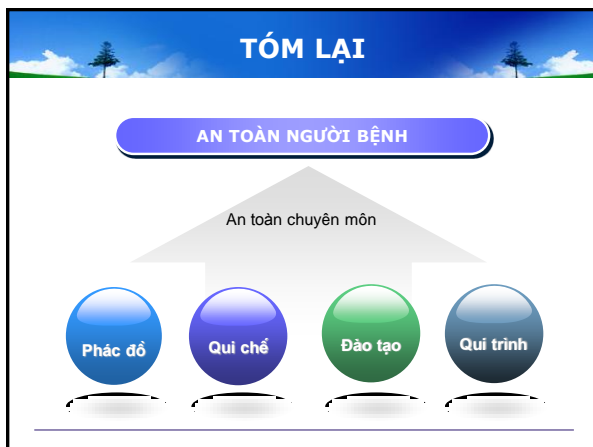 TÓM LẠI
AN TOÀN NGƯỜI BỆNH
An toàn chuyên môn
Phác đồ
Qui chế
Đào tạo
Qui trình